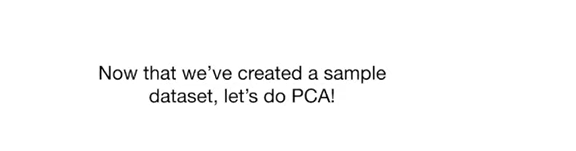 Now that we’ve created a sample
dataset, let’s do PCA!